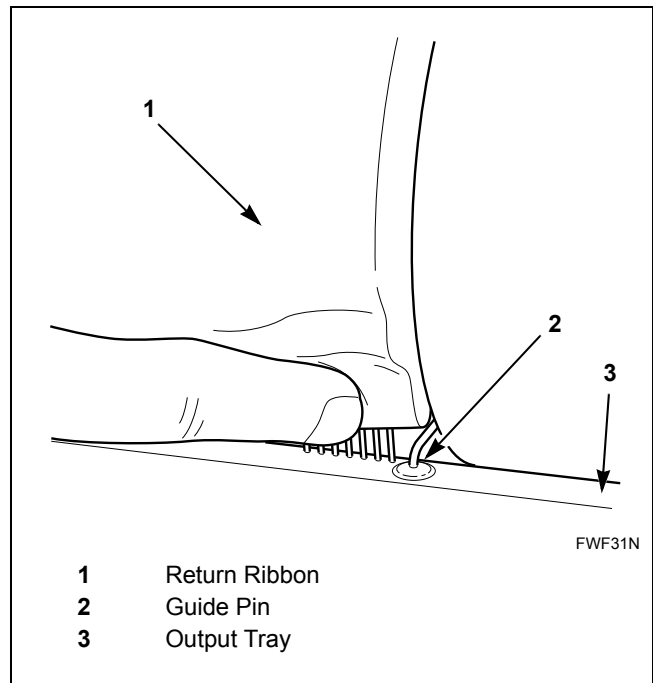 1
2
3
FWF31N
1 Return Ribbon
2 Guide Pin
3 Output Tray